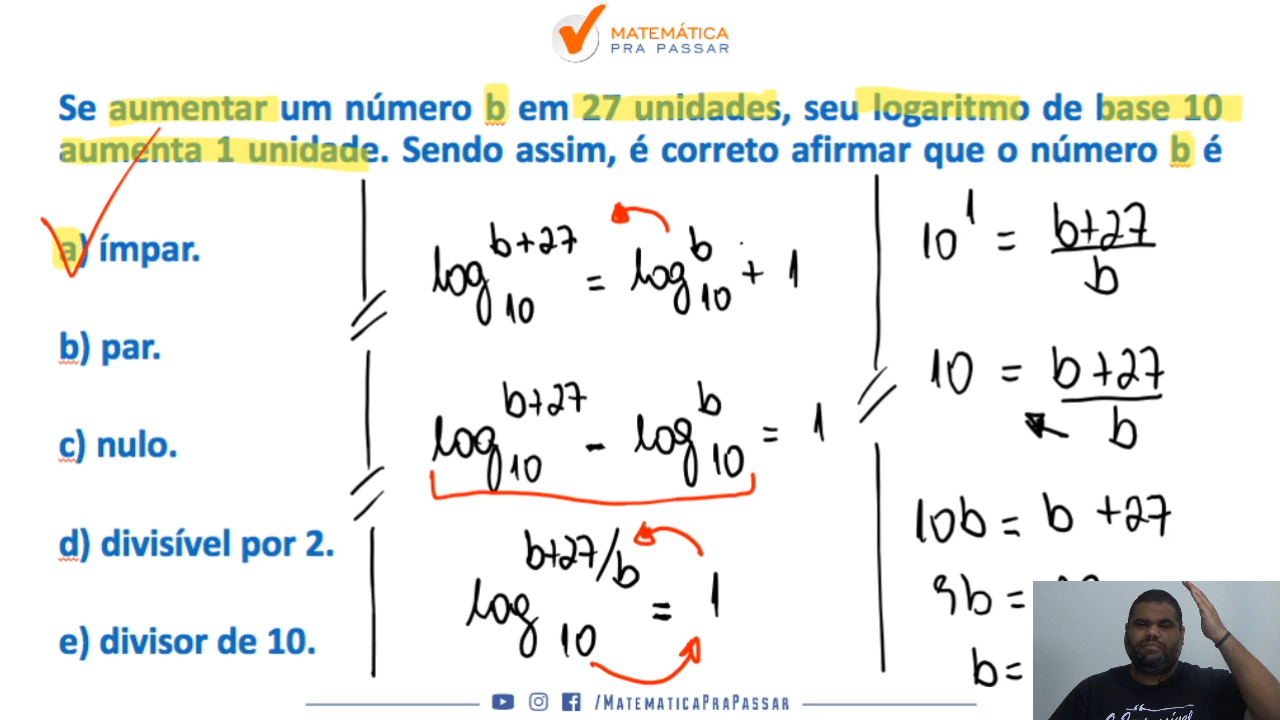 MATEMÁTICA
PRA PASSAR
Se aumentar um número b em 27 unidades, seu logaritmo de base 10
aumenta 1 unidade. Sendo assim, é correto afirmar que o número b é
a) ímpar.
b) par.
c) nulo.
d) divisível por 2.
e) divisor de 10.
log₁₀^(b+27) = log₁₀^b + 1
log₁₀^(b+27) - log₁₀^b = 1
log₁₀^(b+27/b) = 1
10¹ = (b+27)/b
10 = (b+27)/b
10b = b + 27
9b =
b =
/MATEMATICAPRAPASSAR